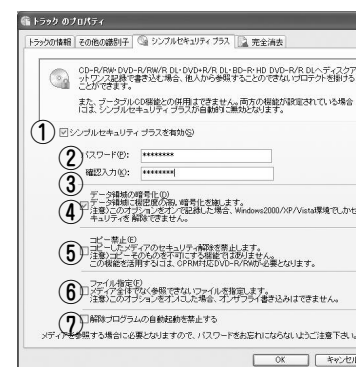 トラック のプロパティ
トラックの情報 その他の識別子 シンプルセキュリティ プラス 完全消去
CD-R/RW・DVD-R/RW/R DL・DVD+R/R DL・BD-R・HD DVD-R/R DLへディスクア
ットワンス記録で書き込む場合、他人から参照することのできないプロテクトを掛ける
ことができます。
また、ブータブルCD機能との併用はできません。両方の機能が設定されている場合
には、シンプルセキュリティ プラスが自動的に無効となります。
① シンプルセキュリティ プラスを有効(S)
② パスワード(P): ********
③ 確認入力(K): ********
データ領域の暗号化(D)
④ データ領域に機密度の高い暗号化を施します。
注意)このオプションをオンで記録した場合、Windows2000/XP/Vista環境でしかセ
キュリティを解除できません。
コピー禁止(E)
⑤ コピーしたメディアのセキュリティ解除を禁止します。
注意)コピーそのものを不可にする機能ではありません。
この機能を活用するには、CPRM対応DVD-R/RWが必要となります。
ファイル指定(F)
⑥ メディア全体でなく参照できないファイルを指定します。
注意)このオプションをオンにした場合、オンザフライ書き込みはできません。
⑦ 解除プログラムの自動起動を禁止する
メディアを参照する場合に必要となりますので、パスワードをお忘れにならないようご注意下さい。
OK キャンセル